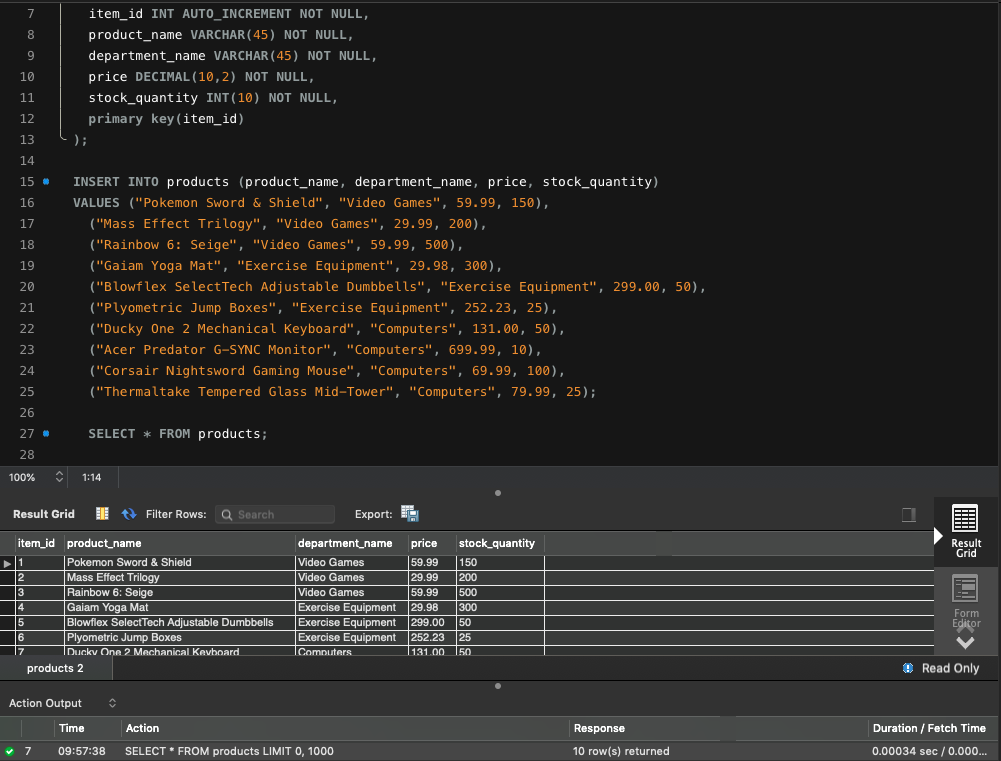 7 item_id INT AUTO_INCREMENT NOT NULL,
8 product_name VARCHAR(45) NOT NULL,
9 department_name VARCHAR(45) NOT NULL,
10 price DECIMAL(10,2) NOT NULL,
11 stock_quantity INT(10) NOT NULL,
12 primary key(item_id)
13 );
14
15 INSERT INTO products (product_name, department_name, price, stock_quantity)
16 VALUES ("Pokemon Sword & Shield", "Video Games", 59.99, 150),
17 ("Mass Effect Trilogy", "Video Games", 29.99, 200),
18 ("Rainbow 6: Seige", "Video Games", 59.99, 500),
19 ("Gaiam Yoga Mat", "Exercise Equipment", 29.98, 300),
20 ("Blowflex SelectTech Adjustable Dumbbells", "Exercise Equipment", 299.00, 50),
21 ("Plyometric Jump Boxes", "Exercise Equipment", 252.23, 25),
22 ("Ducky One 2 Mechanical Keyboard", "Computers", 131.00, 50),
23 ("Acer Predator G-SYNC Monitor", "Computers", 699.99, 10),
24 ("Corsair Nightsword Gaming Mouse", "Computers", 69.99, 100),
25 ("Thermaltake Tempered Glass Mid-Tower", "Computers", 79.99, 25);
26
27 SELECT * FROM products;
28
100% 1:14
Result Grid Filter Rows: Search Export:
item_id product_name department_name price stock_quantity
1 Pokemon Sword & Shield Video Games 59.99 150
2 Mass Effect Trilogy Video Games 29.99 200
3 Rainbow 6: Seige Video Games 59.99 500
4 Gaiam Yoga Mat Exercise Equipment 29.98 300
5 Blowflex SelectTech Adjustable Dumbbells Exercise Equipment 299.00 50
6 Plyometric Jump Boxes Exercise Equipment 252.23 25
7 Ducky One 2 Mechanical Keyboard Computers 131.00 50
Result
Grid
Form
Editor
products 2 Read Only
Action Output
Time Action Response Duration / Fetch Time
7 09:57:38 SELECT * FROM products LIMIT 0, 1000 10 row(s) returned 0.00034 sec / 0.000...